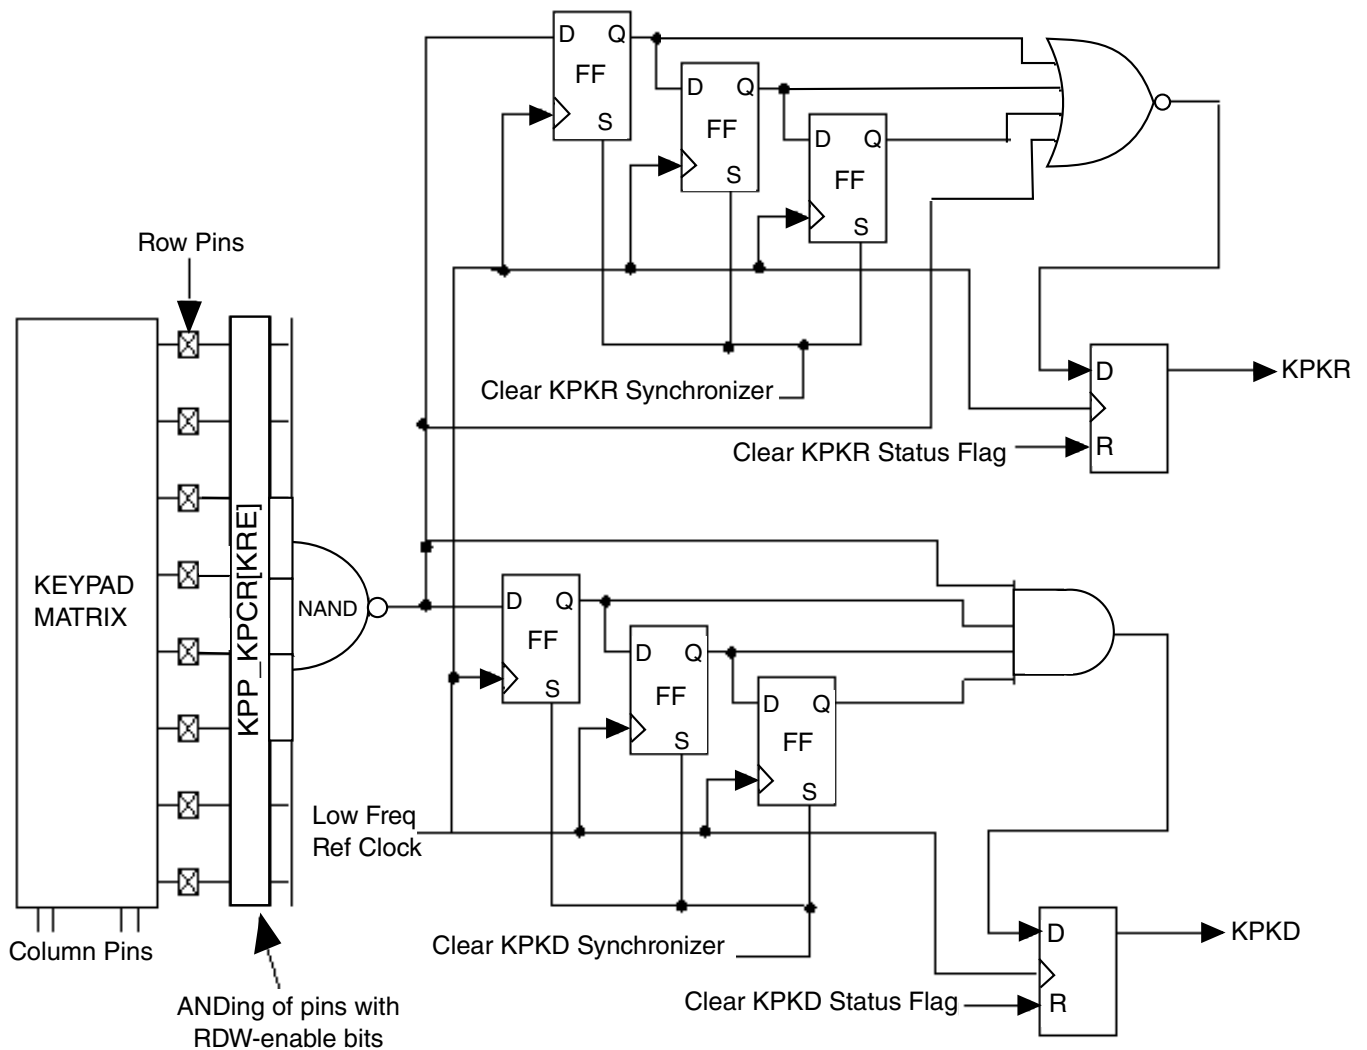 D Q
FF
S
D Q
FF
S
D Q
FF
S
Row Pins
Clear KPKR Synchronizer
D
R
KPKR
Clear KPKR Status Flag
KEYPAD
MATRIX
KPP_KPCR[KRE]
NAND
D Q
FF
S
D Q
FF
S
D Q
FF
S
Low Freq
Ref Clock
Column Pins
Clear KPKD Synchronizer
D
R
KPKD
Clear KPKD Status Flag
ANDing of pins with
RDW-enable bits